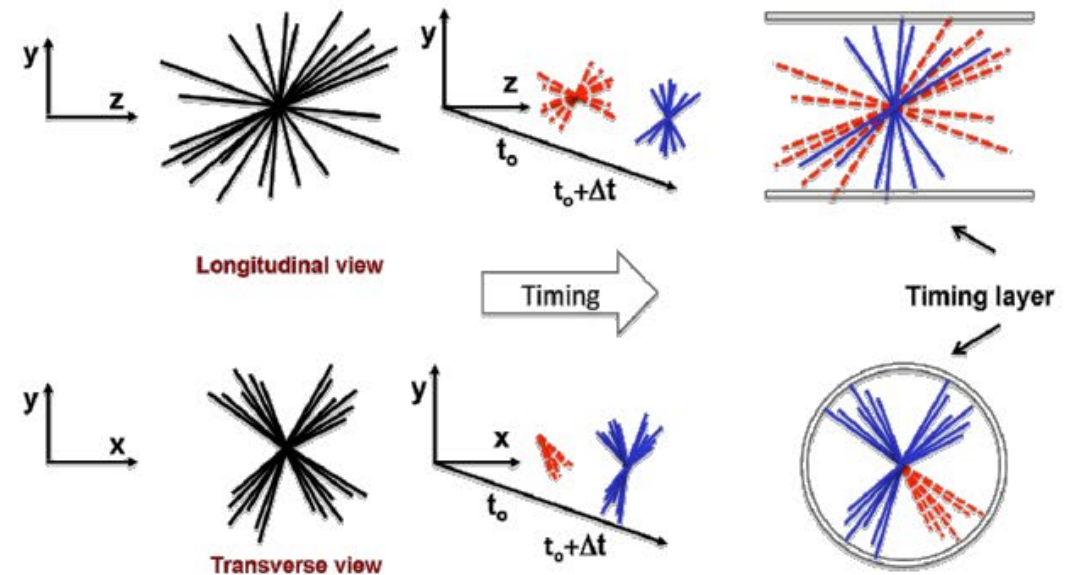 y
z
y
z
t₀
t₀+Δt
Longitudinal view
Timing
Timing layer
y
x
y
x
t₀
t₀+Δt
Transverse view